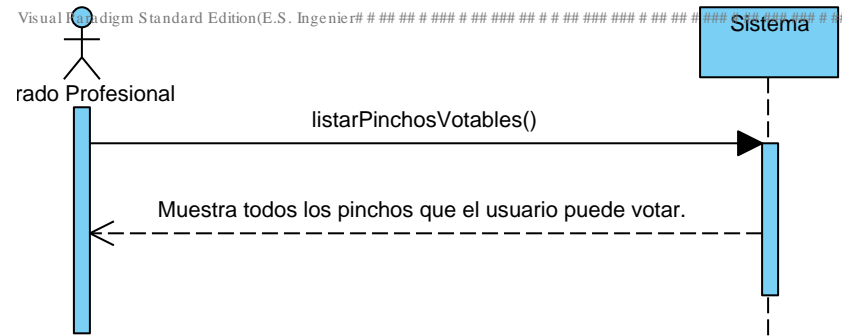 Visual Paradigm Standard Edition(E.S. Ingenier# # ## ## # ### # ## ### ## # # ## ### ### # ## ## #
Sistema
rado Profesional
listarPinchosVotables()
Muestra todos los pinchos que el usuario puede votar.